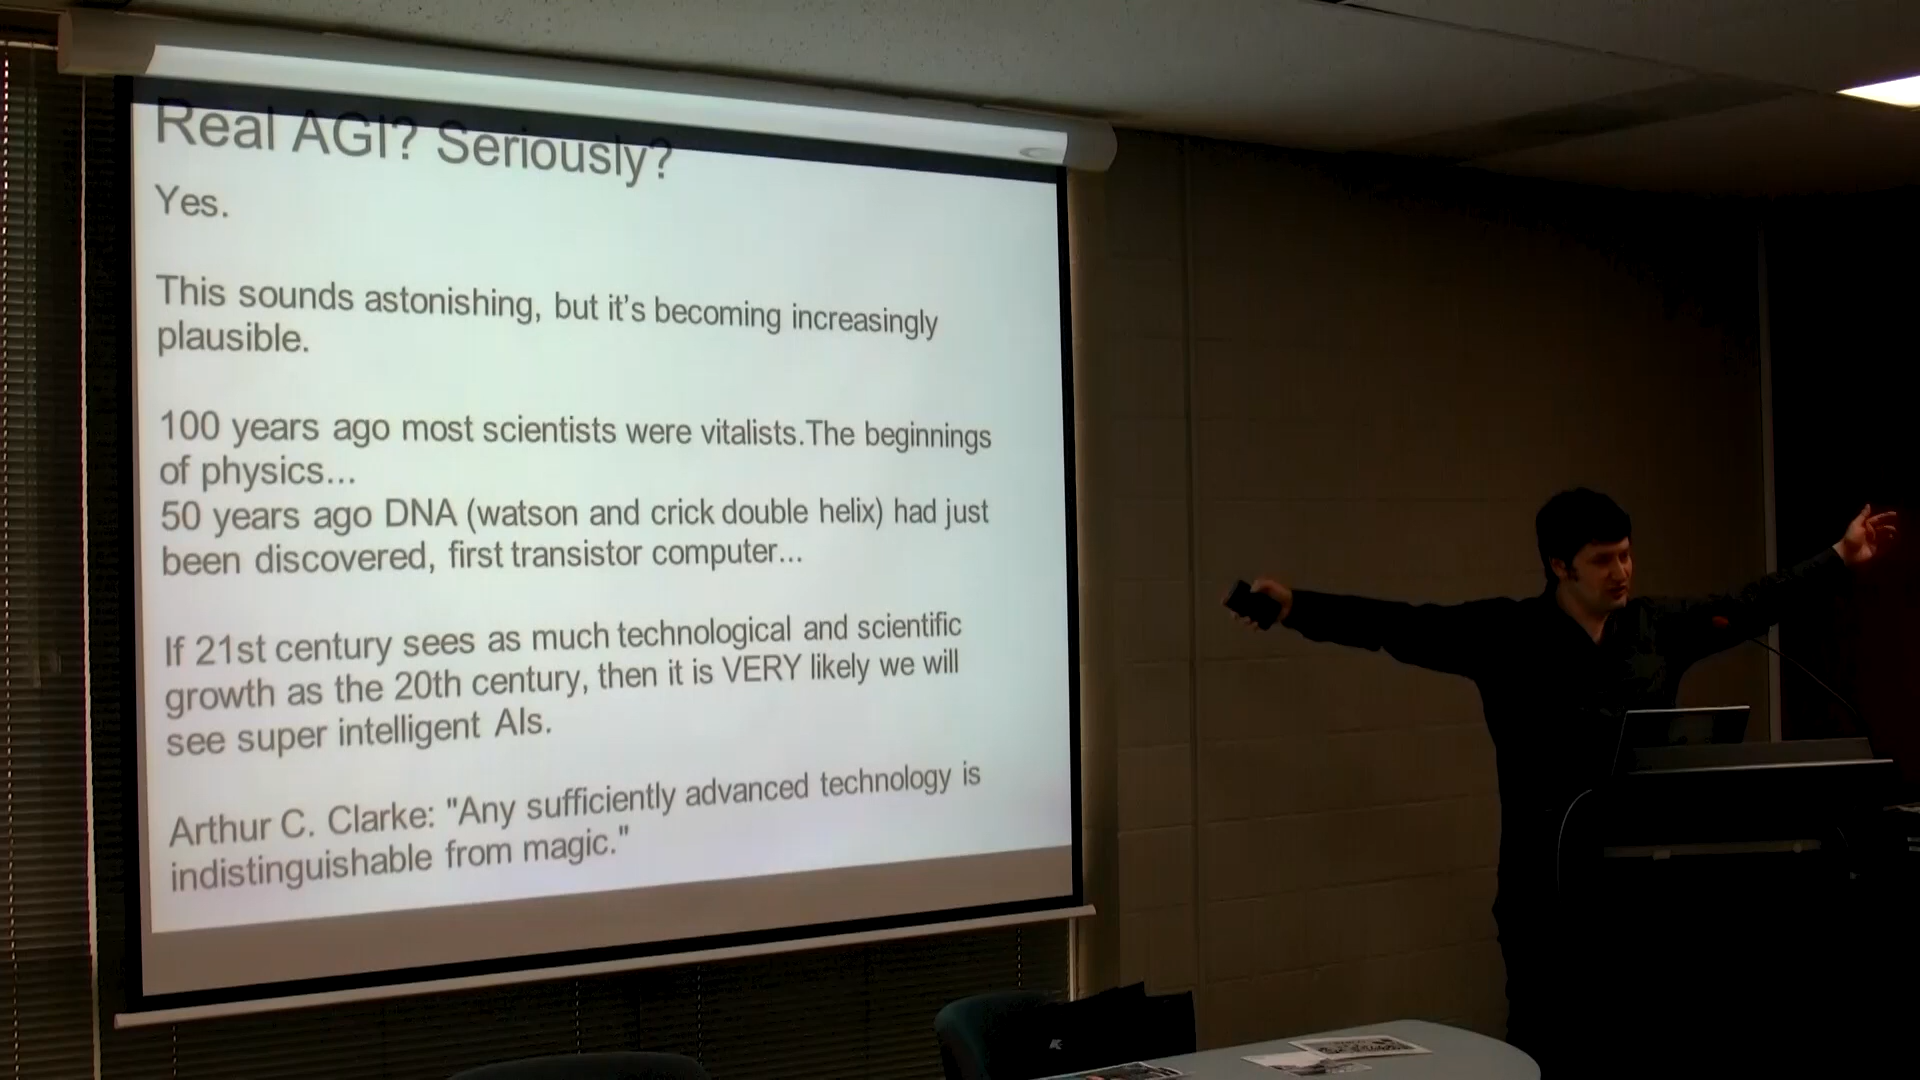 Real AGI? Seriously?
Yes.
This sounds astonishing, but it's becoming increasingly
plausible.
100 years ago most scientists were vitalists.The beginnings
of physics...
50 years ago DNA (watson and crick double helix) had just
been discovered, first transistor computer...
If 21st century sees as much technological and scientific
growth as the 20th century, then it is VERY likely we will
see super intelligent AIs.
Arthur C. Clarke: "Any sufficiently advanced technology is
indistinguishable from magic."